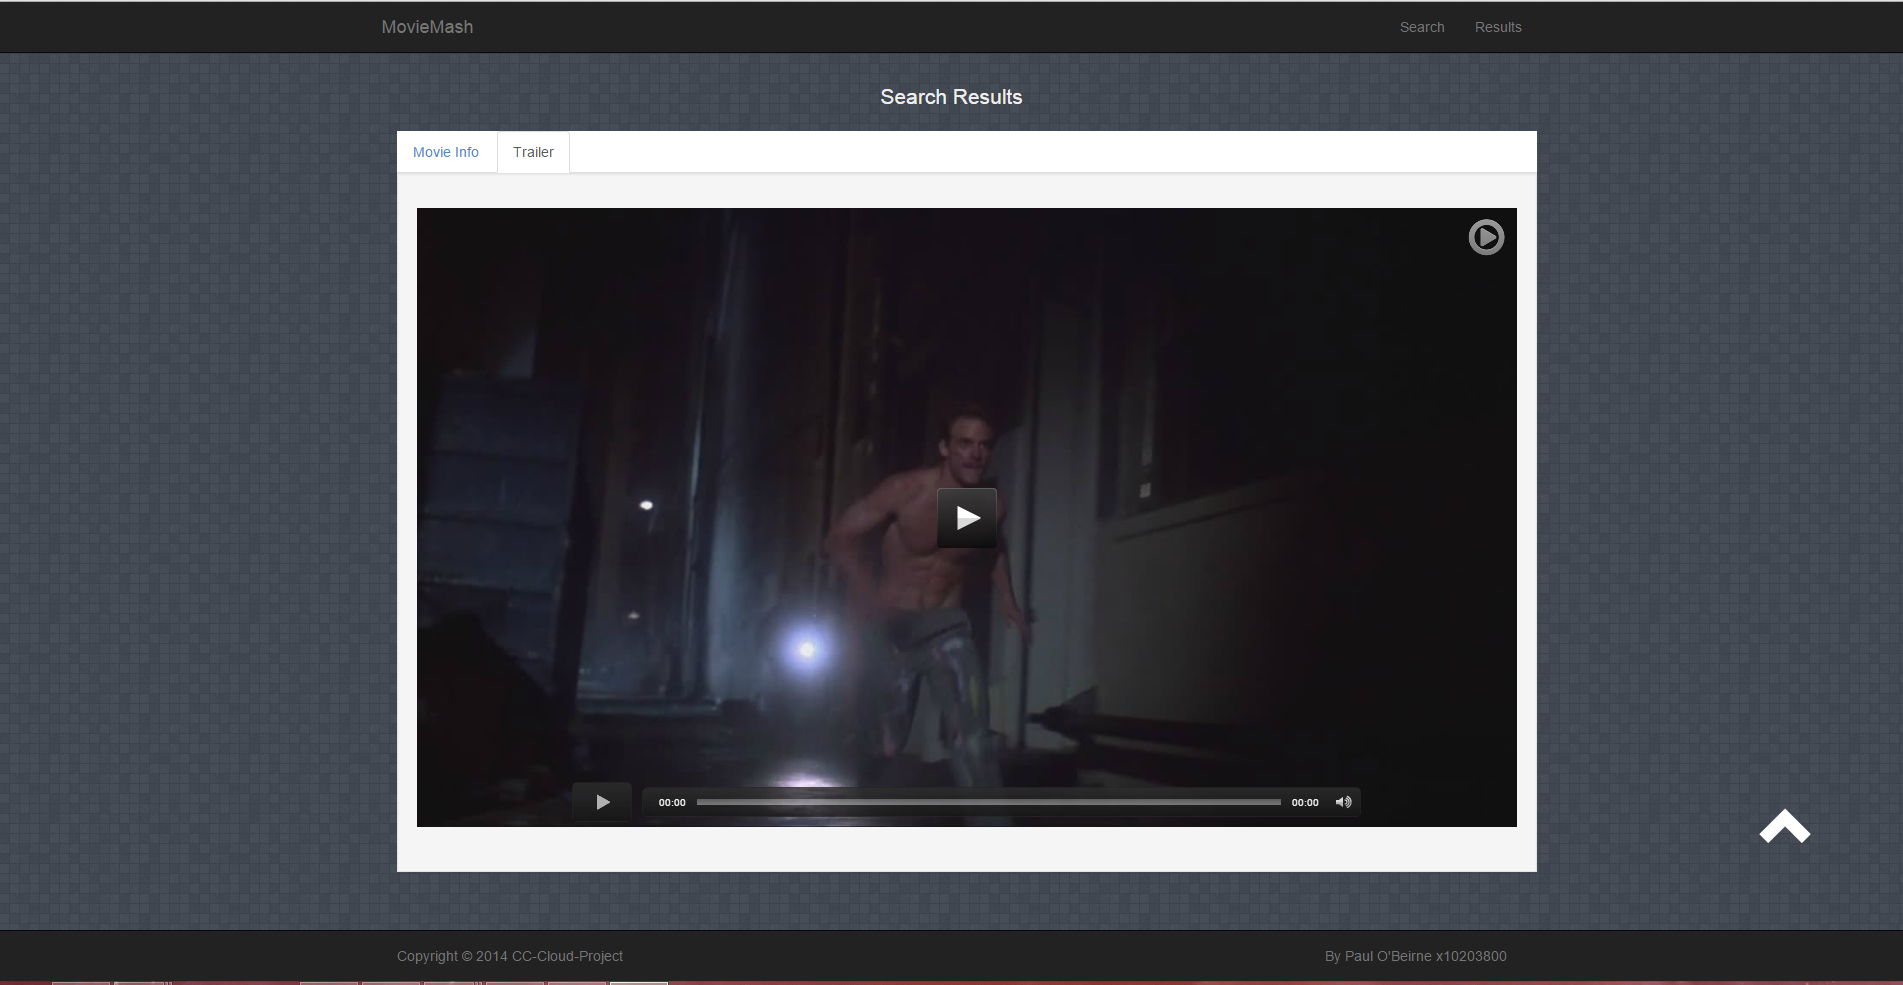 MovieMash
Search Results
Search Results
Movie Info Trailer
00:00 00:00
Copyright © 2014 CC-Cloud-Project
By Paul O'Beirne x10203800